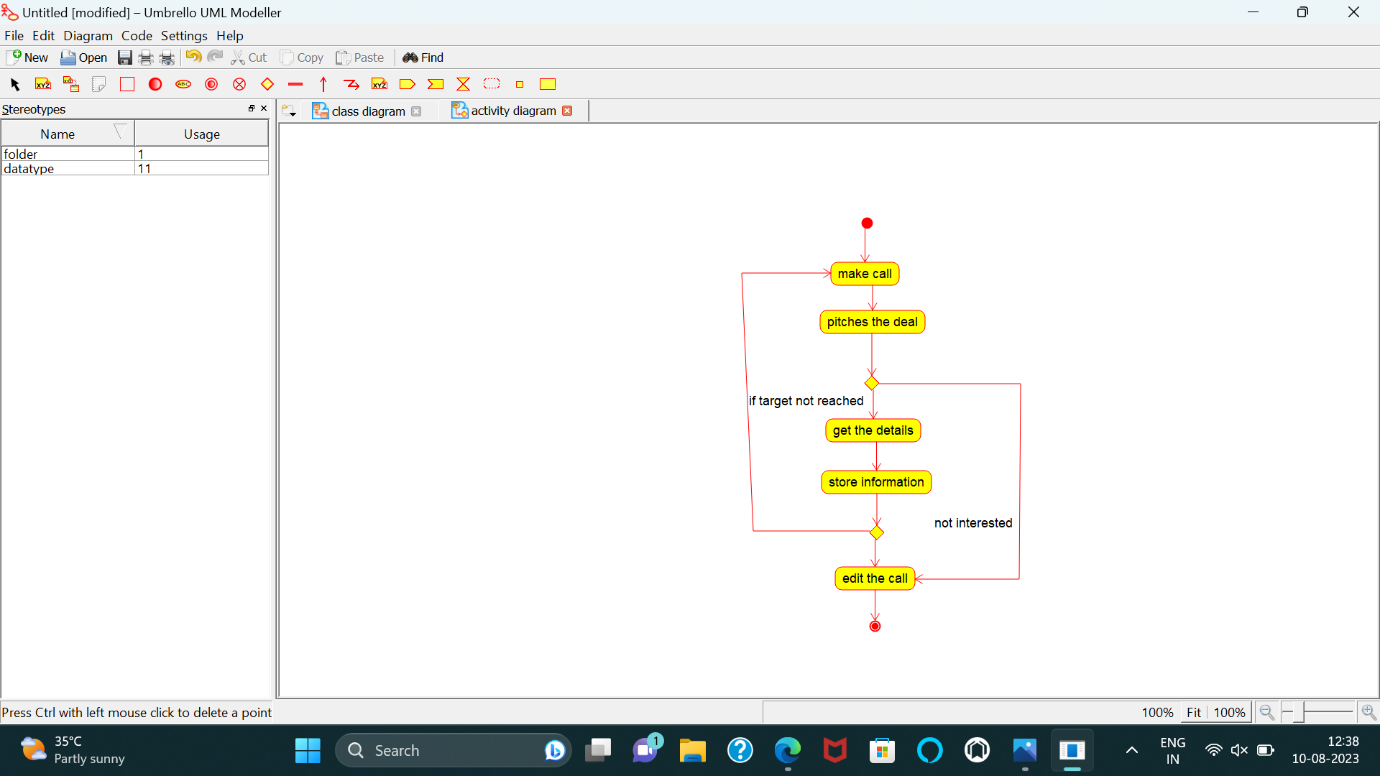 Untitled [modified] – Umbrello UML Modeller
File Edit Diagram Code Settings Help
New Open Cut Copy Paste Find
Stereotypes
class diagram
activity diagram
Name Usage
folder 1
datatype 11
make call
pitches the deal
if target not reached
get the details
store information
not interested
edit the call
Press Ctrl with left mouse click to delete a point
100% Fit 100%
35°C
Partly sunny
Search
1
ENG
IN
12:38
10-08-2023